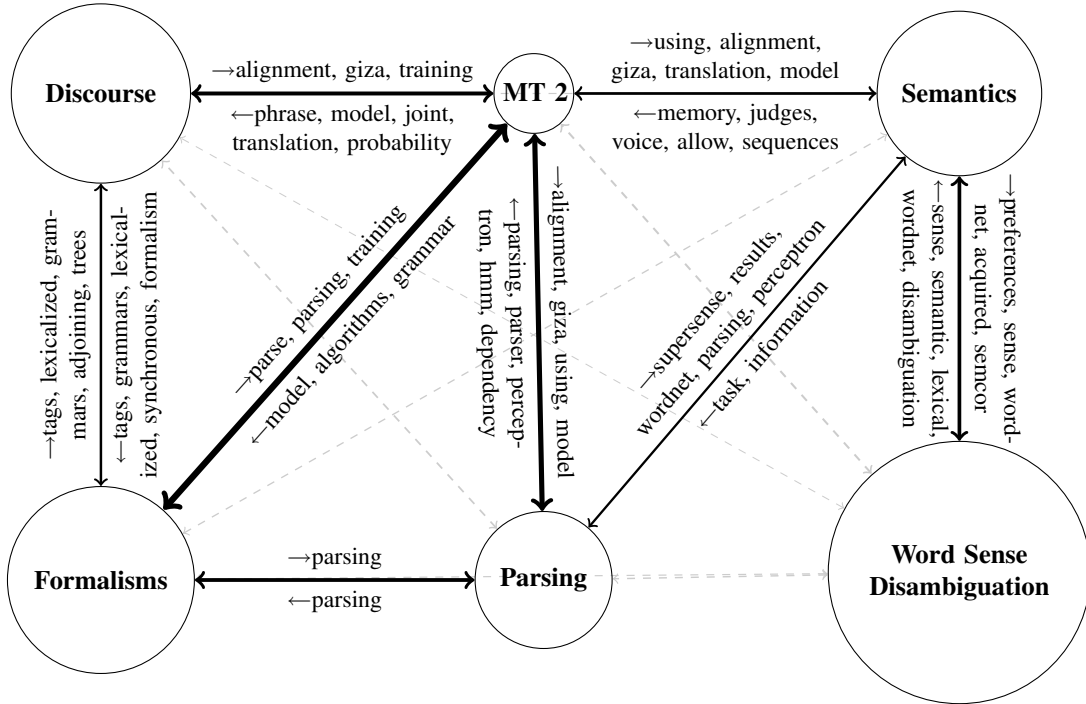 →using, alignment,
giza, translation, model
→alignment, giza, training
Discourse
MT 2
Semantics
←phrase, model, joint,
translation, probability
←memory, judges,
voice, allow, sequences
→tags, lexicalized, gram-
mars, adjoining, trees
←tags, grammars, lexical-
ized, synchronous, formalism
→parse, parsing, training
←model, algorithms, grammar
→alignment, giza, using, model
←parsing, parser, percep-
tron, hmm, dependency
→supersense, results,
wordnet, parsing, perceptron
←task, information
→preferences, sense, word-
net, acquired, semcor
←sense, semantic, lexical,
wordnet, disambiguation
→parsing
Formalisms
Parsing
Word Sense
Disambiguation
←parsing